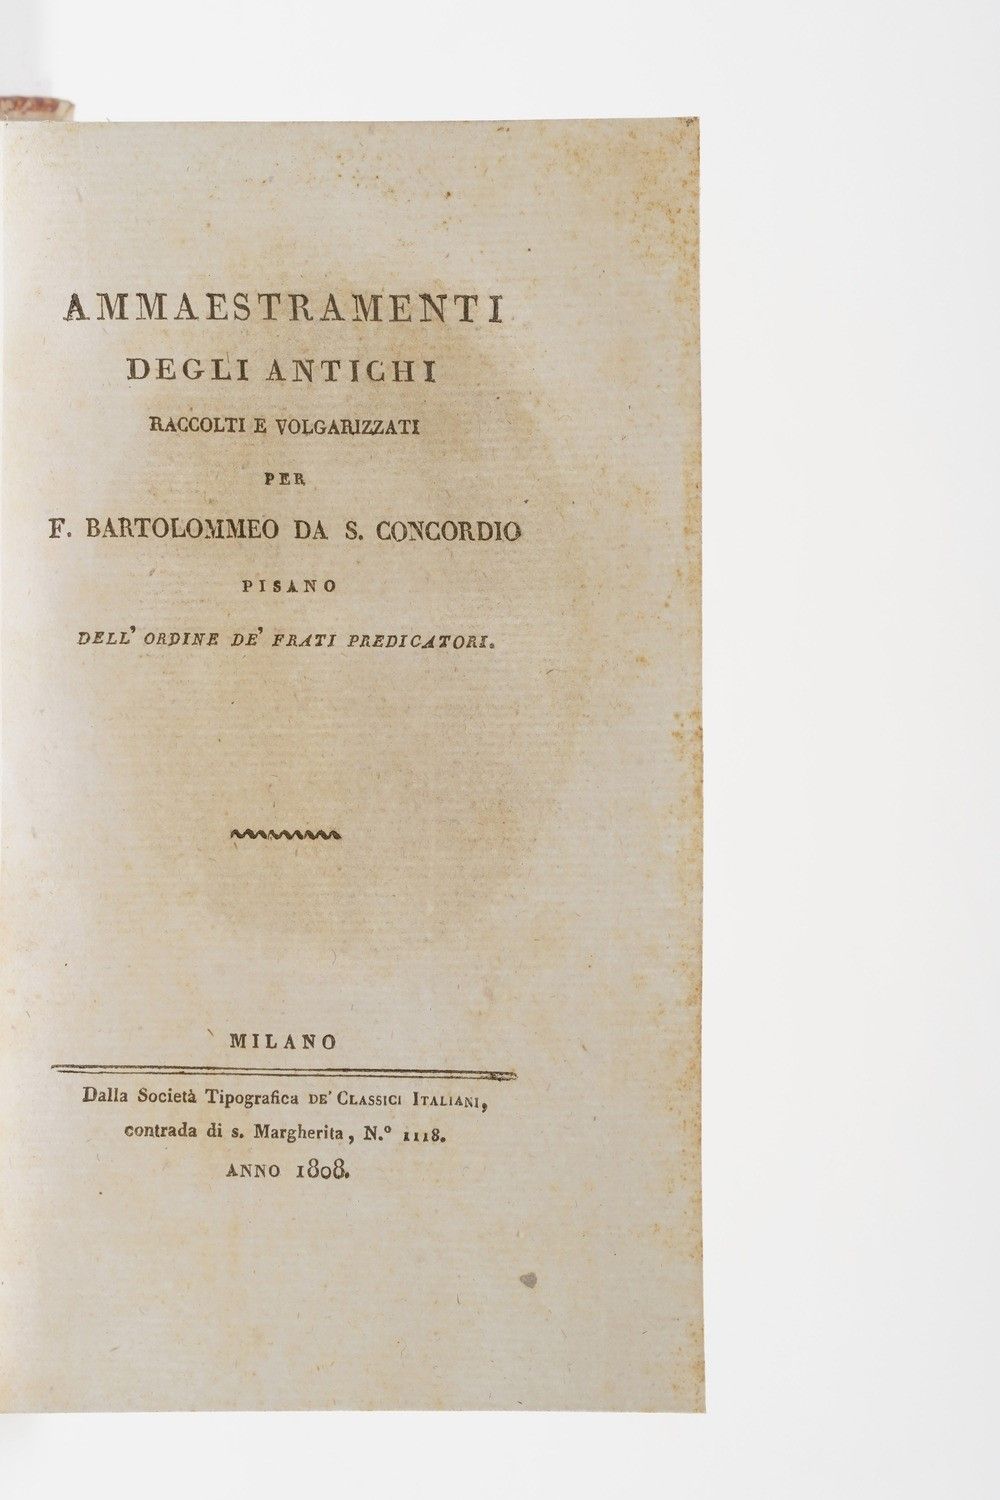 AMMAESTRAMENTI
DEGLI ANTICHI
RACCOLTI E VOLGARIZZATI
PER
F. BARTOLOMMEO DA S. CONCORDIO
PISANO
DELL' ORDINE DE' FRATI PREDICATORI.
MILANO
Dalla Società Tipografica DE' CLASSICI ITALIANI,
contrada di s. Margherita, N.º 1118.
ANNO 1808.